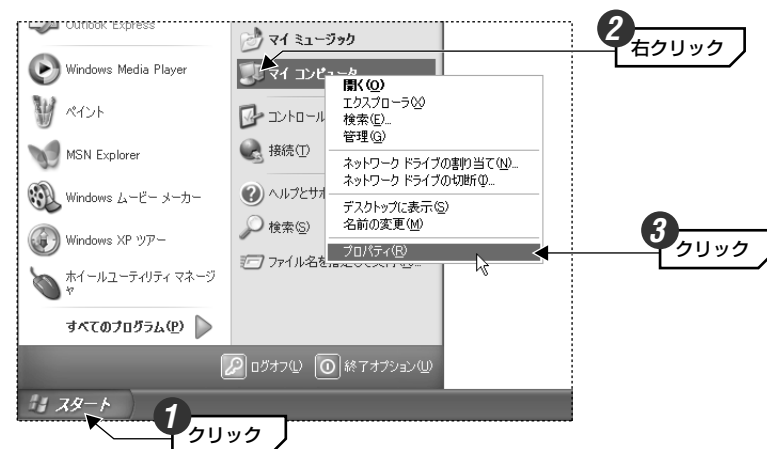 Outlook Express
Windows Media Player
ペイント
MSN Explorer
Windows ムービー メーカー
Windows XP ツアー
ホイールユーティリティ マネージ
ャ
すべてのプログラム(P)
マイ ミュージック
マイ コンピュータ
コントロール
接続(T)
ヘルプとサポ
検索(S)
ファイル名を指定して実行(R)...
開く(O)
エクスプローラ(X)
検索(E)...
管理(G)
ネットワーク ドライブの割り当て(N)...
ネットワーク ドライブの切断(I)...
デスクトップに表示(S)
名前の変更(M)
プロパティ(R)
ログオフ(L)
終了オプション(U)
スタート
1
クリック
2
右クリック
3
クリック